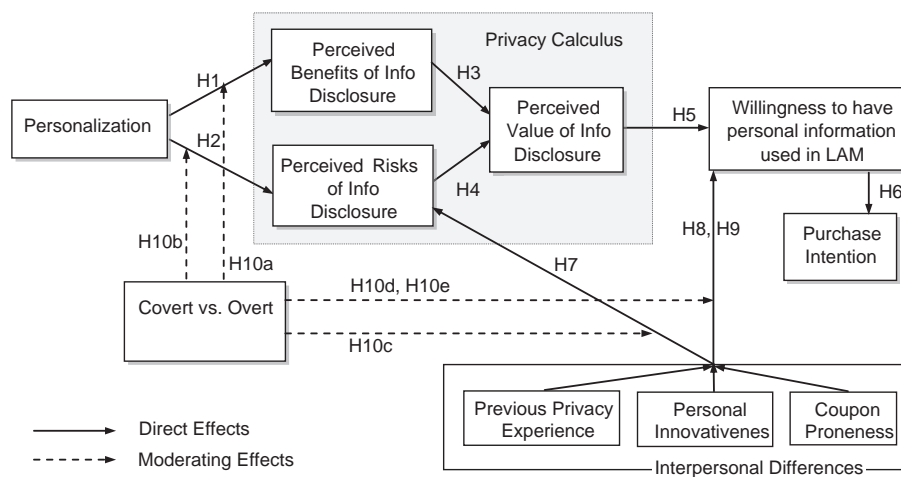 Privacy Calculus
Perceived
Benefits of Info
Disclosure
H1
H3
Personalization
Perceived
Value of Info
Disclosure
H5
Willingness to have
personal information
used in LAM
H2
Perceived Risks
of Info
Disclosure
H4
H6
H10b
H10a
H8, H9
Purchase
Intention
H7
Covert vs. Overt
H10d, H10e
H10c
Previous Privacy
Experience
Personal
Innovativenes
Coupon
Proneness
Interpersonal Differences
Direct Effects
Moderating Effects